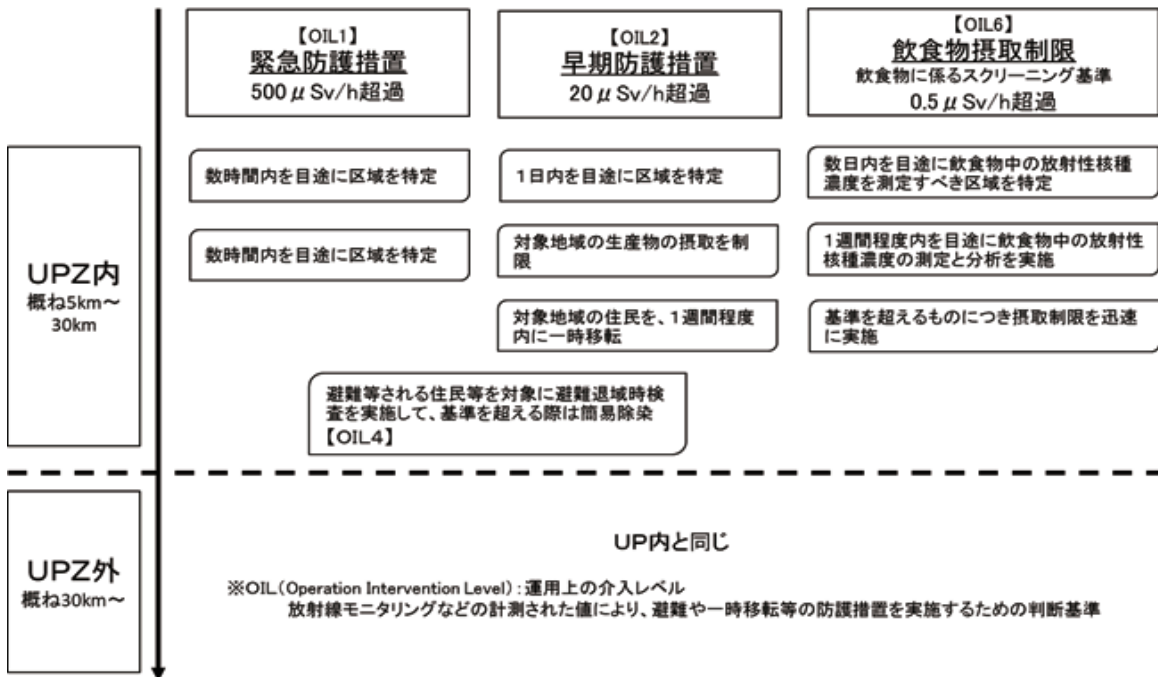 【OIL1】
緊急防護措置
500μSv/h超過
【OIL2】
早期防護措置
20μSv/h超過
【OIL6】
飲食物摂取制限
飲食物に係るスクリーニング基準
0.5μSv/h超過
UPZ内
概ね5km～
30km
数時間内を目途に区域を特定
1日内を目途に区域を特定
数日内を目途に飲食物中の放射性核種
濃度を測定すべき区域を特定
数時間内を目途に区域を特定
対象地域の生産物の摂取を制
限
1週間程度内を目途に飲食物中の放射性
核種濃度の測定と分析を実施
対象地域の住民を、1週間程度
内に一時移転
基準を超えるものにつき摂取制限を迅速
に実施
避難等される住民等を対象に避難退域時検
査を実施して、基準を超える際は簡易除染
【OIL4】
UPZ外
概ね30km～
UP内と同じ
※OIL(Operation Intervention Level):運用上の介入レベル
放射線モニタリングなどの計測された値により、避難や一時移転等の防護措置を実施するための判断基準